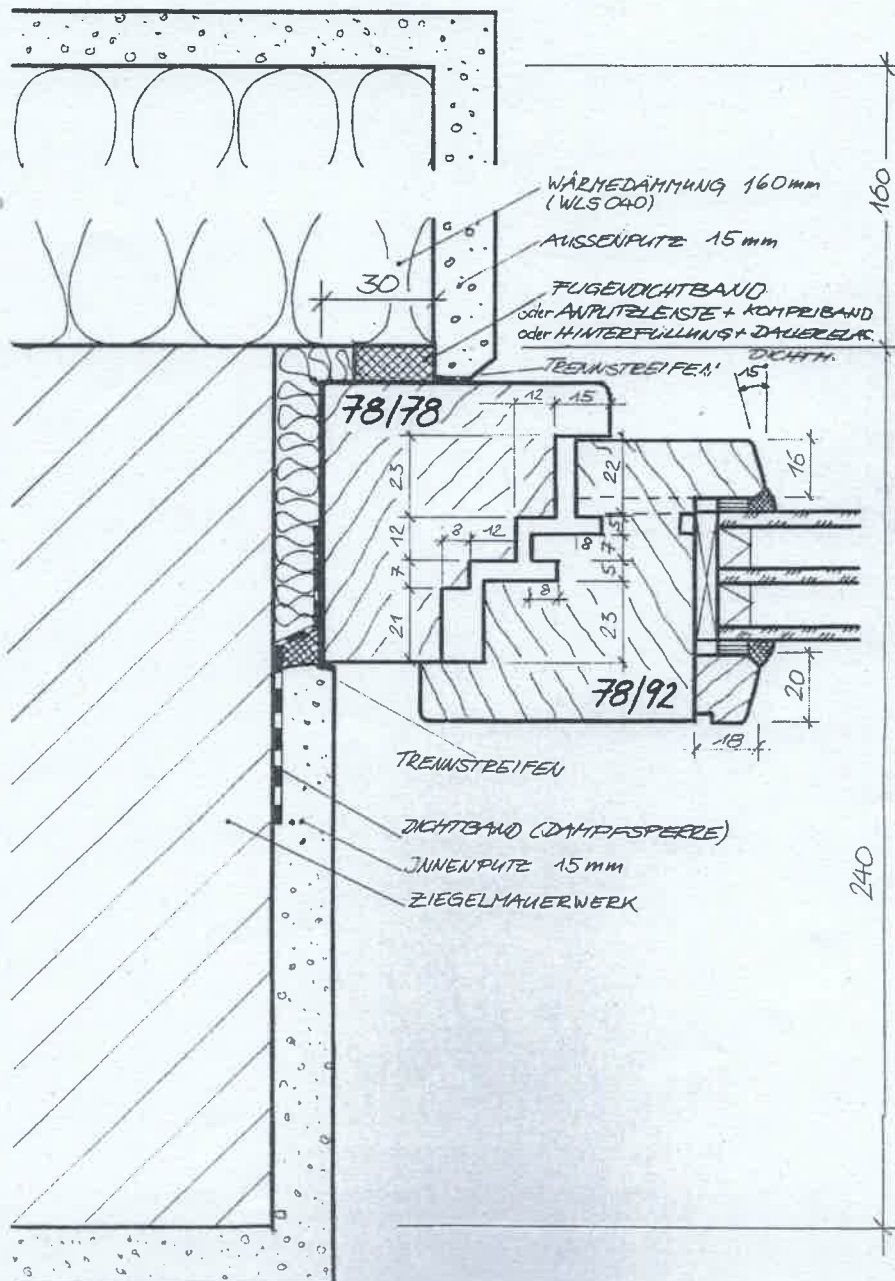 WÄRMEDÄMMUNG 160mm
(WLS 040)
AUSSENPUTZ 15mm
FUGENDICHTBAND
oder ANPUTZLEISTE + KOMPRIBAND
oder HINTERFÜLLUNG + DAUERELAS.
DICHTM.
TRENNSTREIFEN
160
30
15
78/78
12
15
23
22
16
12
8
12
5
7
8
7
5
21
8
23
78/92
20
18
TRENNSTREIFEN
DICHTBAND (DAMPFSPERRE)
INNENPUTZ 15mm
ZIEGELMAUERWERK
240